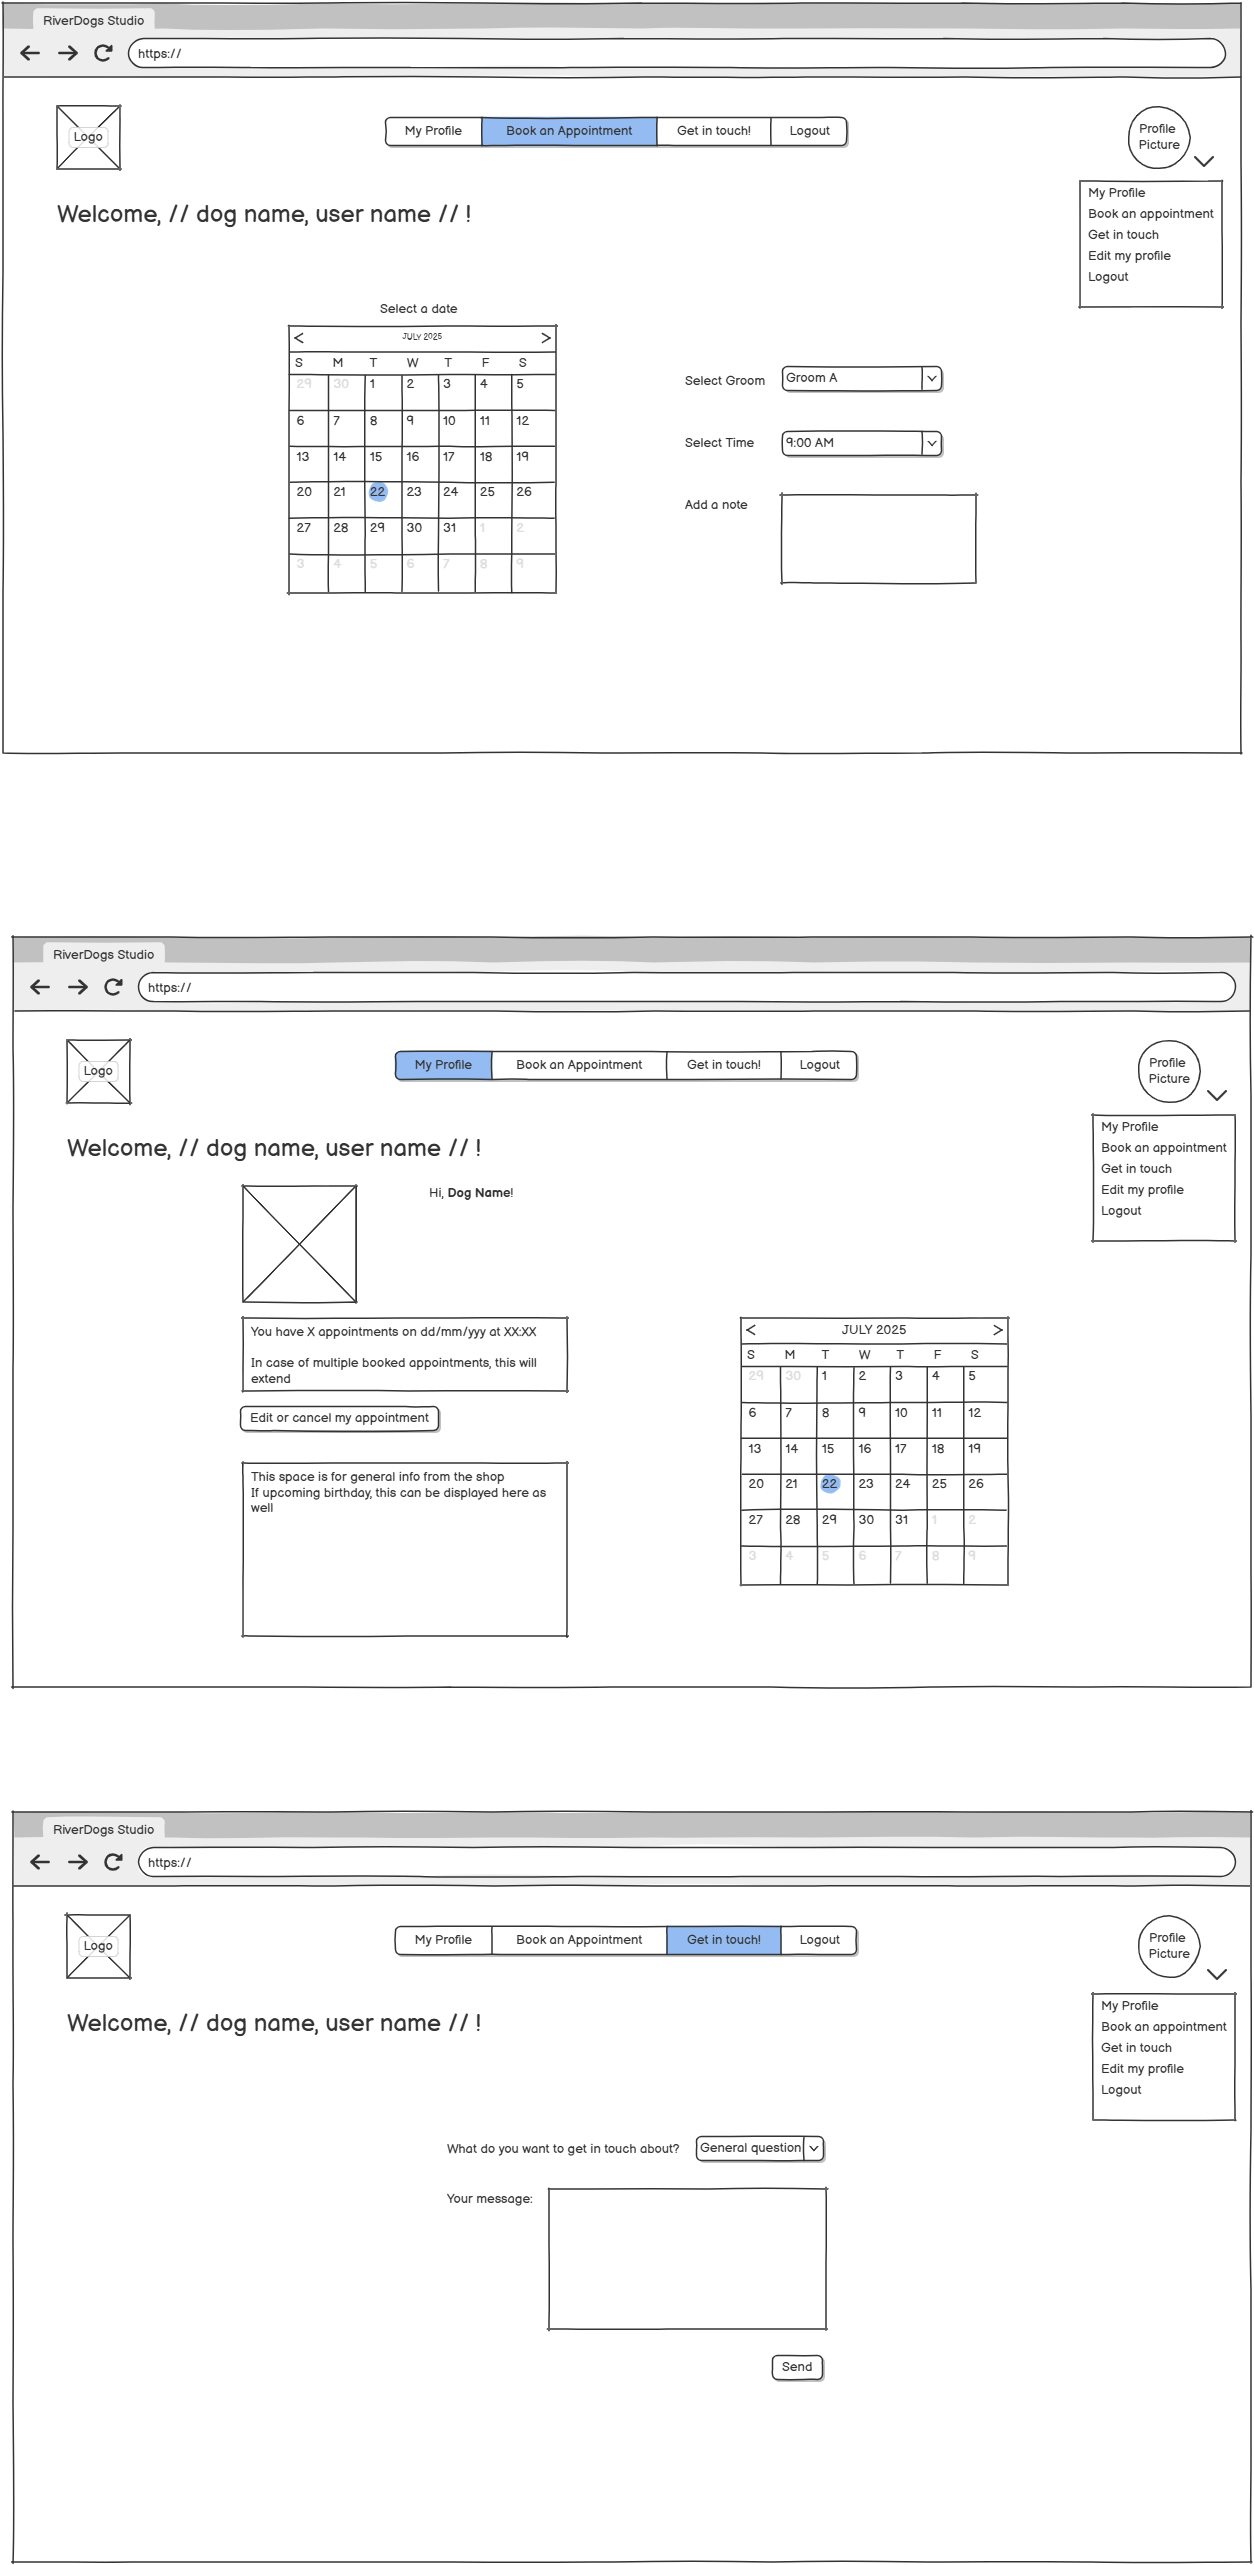 RiverDogs Studio
https://
Logo
My Profile Book an Appointment Get in touch! Logout
Profile
Picture
My Profile
Book an appointment
Get in touch
Edit my profile
Logout
Welcome, // dog name, user name // !
Select a date
< JULY 2025 >
S M T W T F S
29 30 1 2 3 4 5
6 7 8 9 10 11 12
13 14 15 16 17 18 19
20 21 22 23 24 25 26
27 28 29 30 31 1 2
3 4 5 6 7 8 9
Select Groom Groom A
Select Time 9:00 AM
Add a note
RiverDogs Studio
https://
Logo
My Profile Book an Appointment Get in touch! Logout
Profile
Picture
My Profile
Book an appointment
Get in touch
Edit my profile
Logout
Welcome, // dog name, user name // !
Hi, Dog Name!
You have X appointments on dd/mm/yyy at XX:XX
In case of multiple booked appointments, this will
extend
Edit or cancel my appointment
This space is for general info from the shop
If upcoming birthday, this can be displayed here as
well
< JULY 2025 >
S M T W T F S
29 30 1 2 3 4 5
6 7 8 9 10 11 12
13 14 15 16 17 18 19
20 21 22 23 24 25 26
27 28 29 30 31 1 2
3 4 5 6 7 8 9
RiverDogs Studio
https://
Logo
My Profile Book an Appointment Get in touch! Logout
Profile
Picture
My Profile
Book an appointment
Get in touch
Edit my profile
Logout
Welcome, // dog name, user name // !
What do you want to get in touch about? General question
Your message:
Send